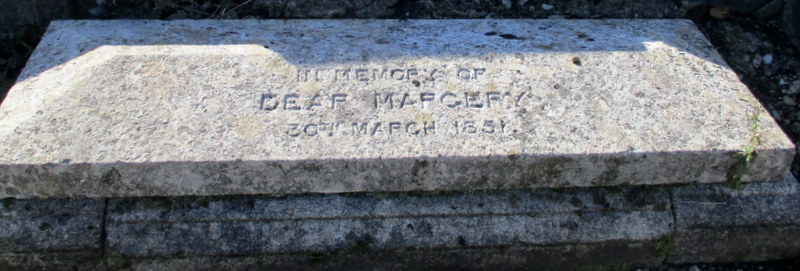 IN MEMORY OF
DEAR MARGERY.
30TH MARCH 1851.